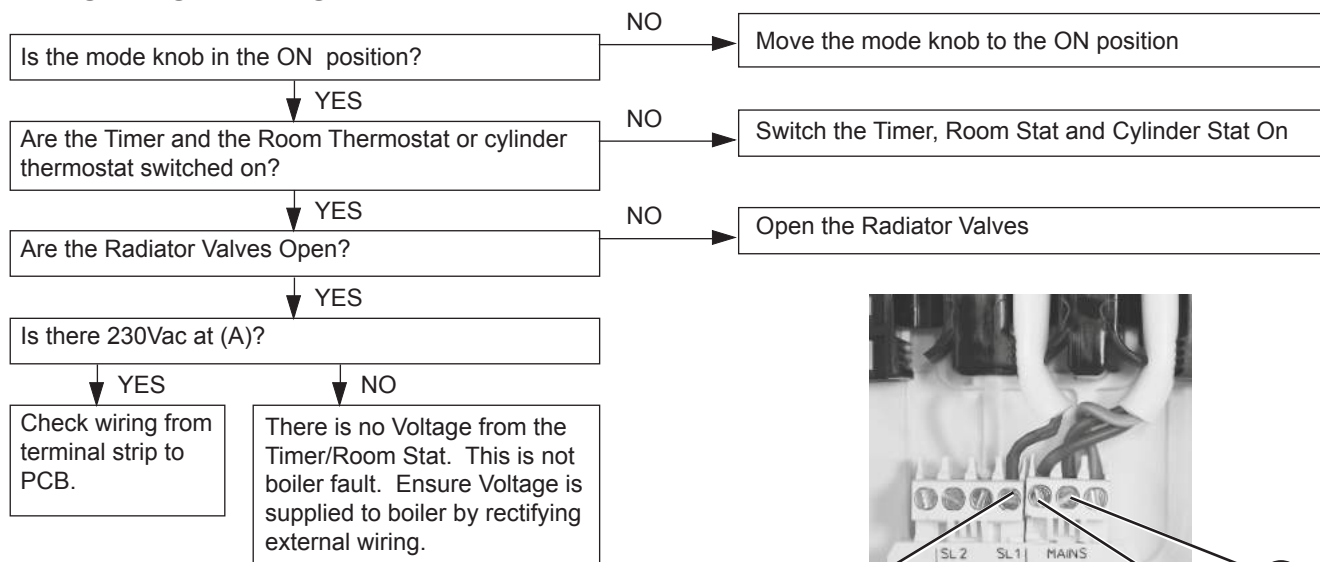 Is the mode knob in the ON position?
NO
Move the mode knob to the ON position
YES
Are the Timer and the Room Thermostat or cylinder
thermostat switched on?
NO
Switch the Timer, Room Stat and Cylinder Stat On
YES
Are the Radiator Valves Open?
NO
Open the Radiator Valves
YES
Is there 230Vac at (A)?
YES
NO
Check wiring from
terminal strip to
PCB.
There is no Voltage from the
Timer/Room Stat. This is not
boiler fault. Ensure Voltage is
supplied to boiler by rectifying
external wiring.
SL 2 SL 1 MAINS